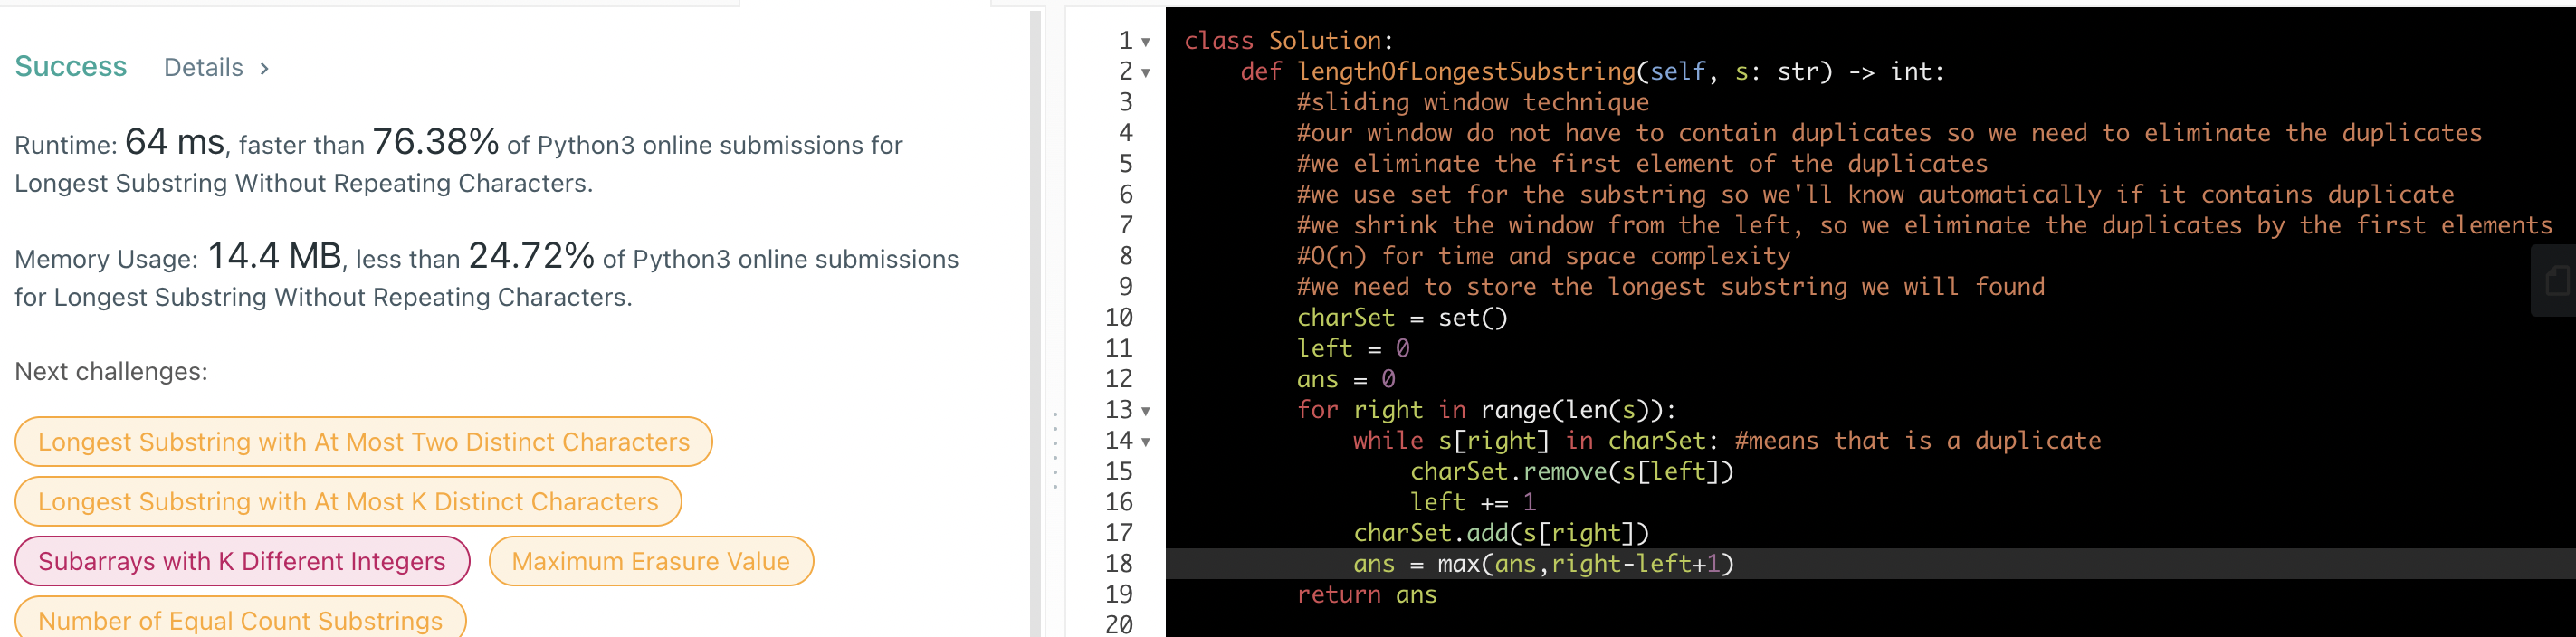 Success Details >
Runtime: 64 ms, faster than 76.38% of Python3 online submissions for
Longest Substring Without Repeating Characters.
Memory Usage: 14.4 MB, less than 24.72% of Python3 online submissions
for Longest Substring Without Repeating Characters.
Next challenges:
Longest Substring with At Most Two Distinct Characters
Longest Substring with At Most K Distinct Characters
Subarrays with K Different Integers Maximum Erasure Value
Number of Equal Count Substrings
1 class Solution:
2     def lengthOfLongestSubstring(self, s: str) -> int:
3         #sliding window technique
4         #our window do not have to contain duplicates so we need to eliminate the duplicates
5         #we eliminate the first element of the duplicates
6         #we use set for the substring so we'll know automatically if it contains duplicate
7         #we shrink the window from the left, so we eliminate the duplicates by the first elements
8         #O(n) for time and space complexity
9         #we need to store the longest substring we will found
10         charSet = set()
11         left = 0
12         ans = 0
13         for right in range(len(s)):
14             while s[right] in charSet: #means that is a duplicate
15                 charSet.remove(s[left])
16                 left += 1
17             charSet.add(s[right])
18             ans = max(ans,right-left+1)
19         return ans
20